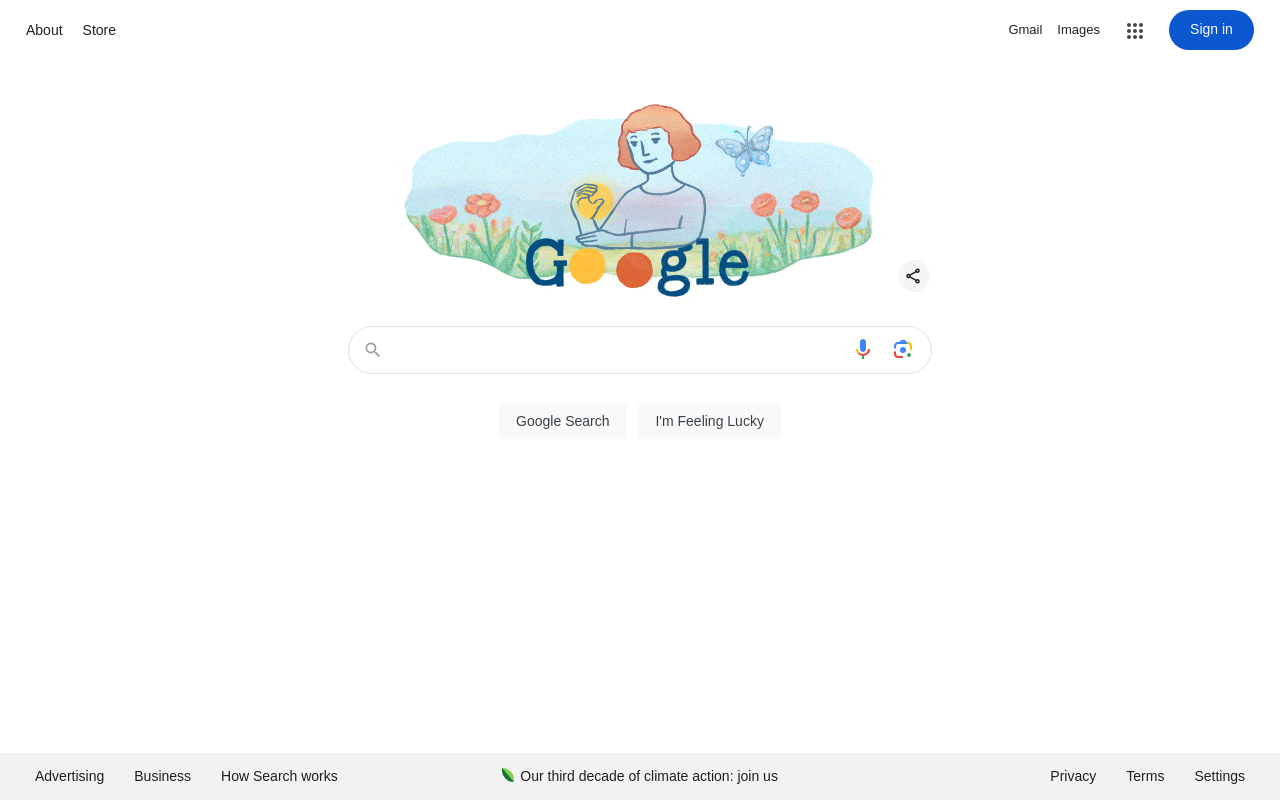 About Store
Gmail Images Sign in
Google
Google Search I'm Feeling Lucky
Advertising Business How Search works
Our third decade of climate action: join us
Privacy Terms Settings